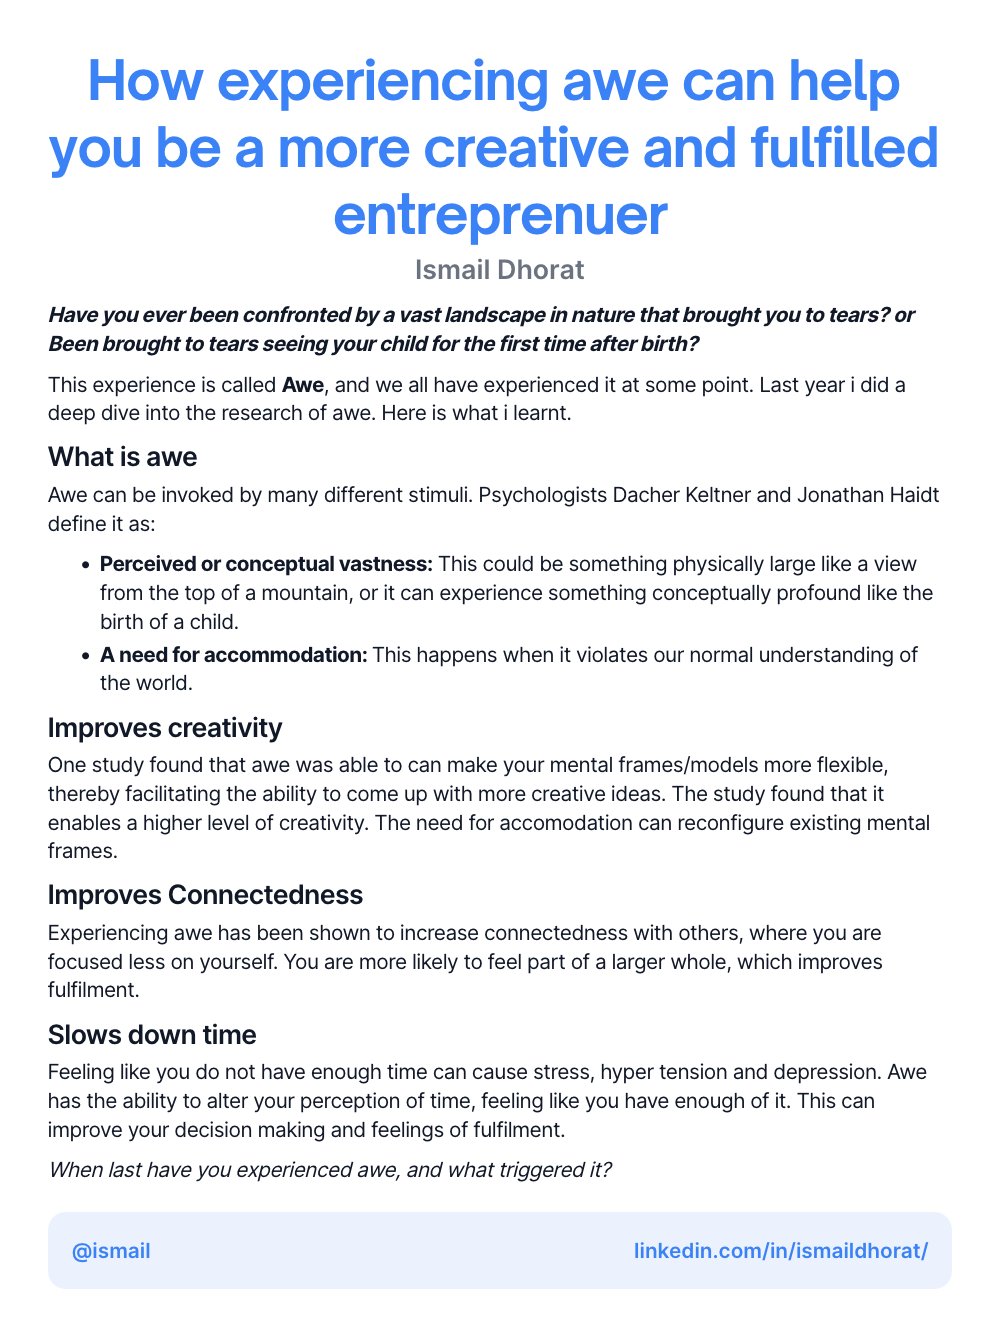 How experiencing awe can help
you be a more creative and fulfilled
entreprenuer
Ismail Dhorat
Have you ever been confronted by a vast landscape in nature that brought you to tears? or
Been brought to tears seeing your child for the first time after birth?
This experience is called Awe, and we all have experienced it at some point. Last year i did a
deep dive into the research of awe. Here is what i learnt.
What is awe
Awe can be invoked by many different stimuli. Psychologists Dacher Keltner and Jonathan Haidt
define it as:
• Perceived or conceptual vastness: This could be something physically large like a view
from the top of a mountain, or it can experience something conceptually profound like the
birth of a child.
• A need for accommodation: This happens when it violates our normal understanding of
the world.
Improves creativity
One study found that awe was able to can make your mental frames/models more flexible,
thereby facilitating the ability to come up with more creative ideas. The study found that it
enables a higher level of creativity. The need for accomodation can reconfigure existing mental
frames.
Improves Connectedness
Experiencing awe has been shown to increase connectedness with others, where you are
focused less on yourself. You are more likely to feel part of a larger whole, which improves
fulfilment.
Slows down time
Feeling like you do not have enough time can cause stress, hyper tension and depression. Awe
has the ability to alter your perception of time, feeling like you have enough of it. This can
improve your decision making and feelings of fulfilment.
When last have you experienced awe, and what triggered it?
@ismail
linkedin.com/in/ismaildhorat/